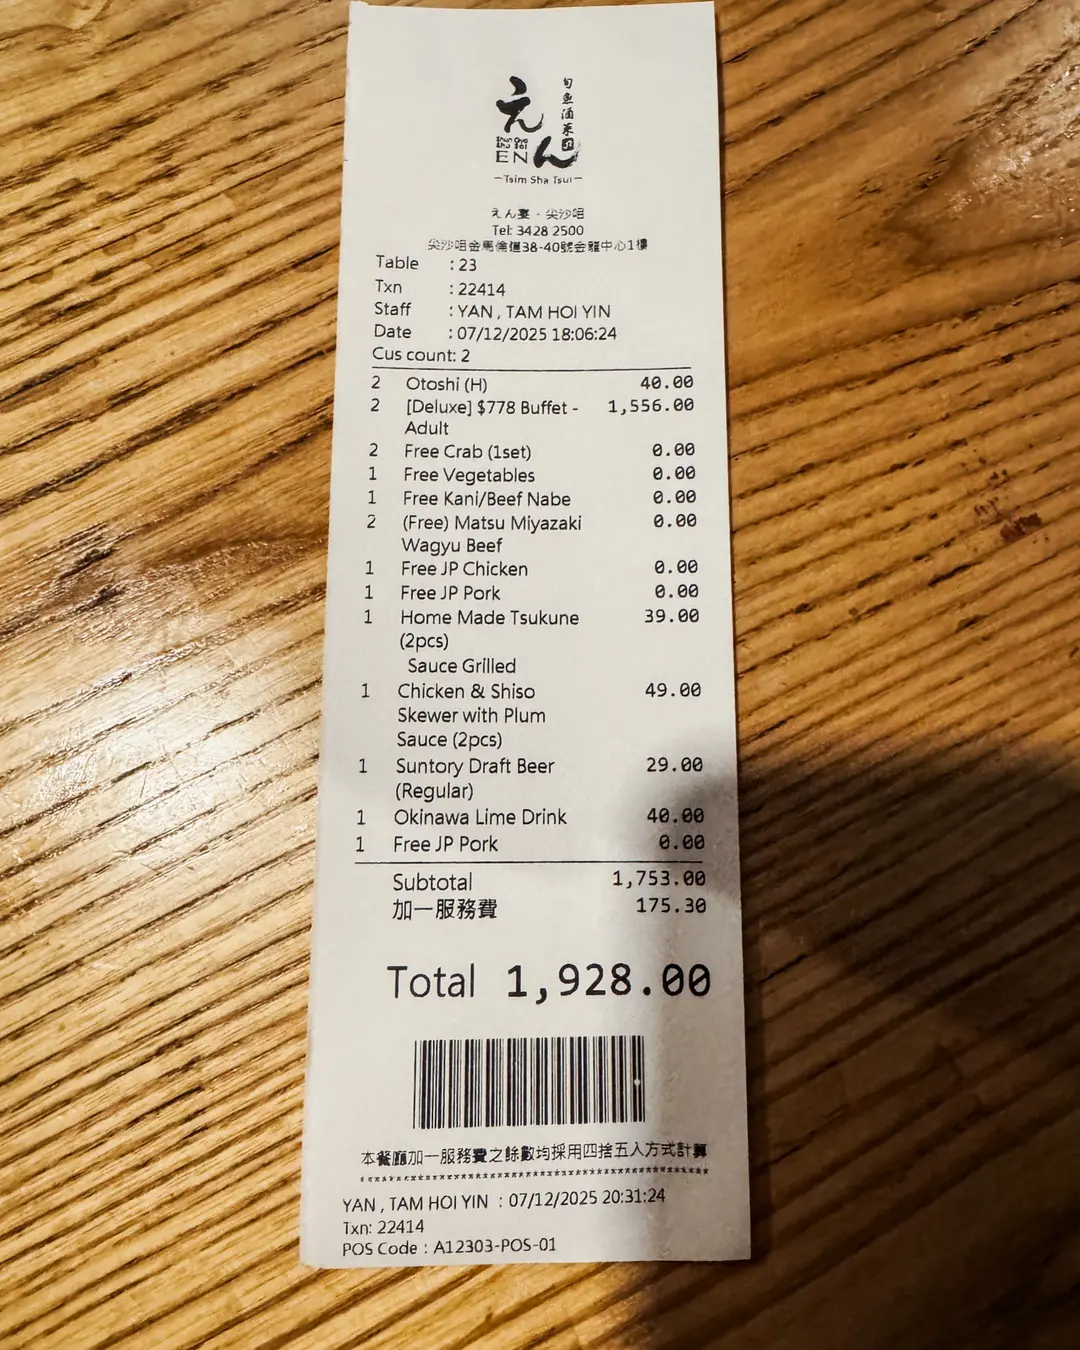 えん
旬魚酒菜
Shun Gyo
Shu Sai
EN
-Tsim Sha Tsui-
えん - 尖沙咀
Tel: 3428 2500
尖沙咀金馬倫道38-40號金龍中心1樓
Table : 23
Txn : 22414
Staff : YAN , TAM HOI YIN
Date : 07/12/2025 18:06:24
Cus count: 2
2 Otoshi (H) 40.00
2 [Deluxe] $778 Buffet - 1,556.00
Adult
2 Free Crab (1set) 0.00
1 Free Vegetables 0.00
1 Free Kani/Beef Nabe 0.00
2 (Free) Matsu Miyazaki 0.00
Wagyu Beef
1 Free JP Chicken 0.00
1 Free JP Pork 0.00
1 Home Made Tsukune 39.00
(2pcs)
Sauce Grilled
1 Chicken & Shiso 49.00
Skewer with Plum
Sauce (2pcs)
1 Suntory Draft Beer 29.00
(Regular)
1 Okinawa Lime Drink 40.00
1 Free JP Pork 0.00
Subtotal 1,753.00
加一服務費 175.30
Total 1,928.00
本餐廳加一服務費之餘數均採用四捨五入方式計算
YAN , TAM HOI YIN : 07/12/2025 20:31:24
Txn: 22414
POS Code : A12303-POS-01